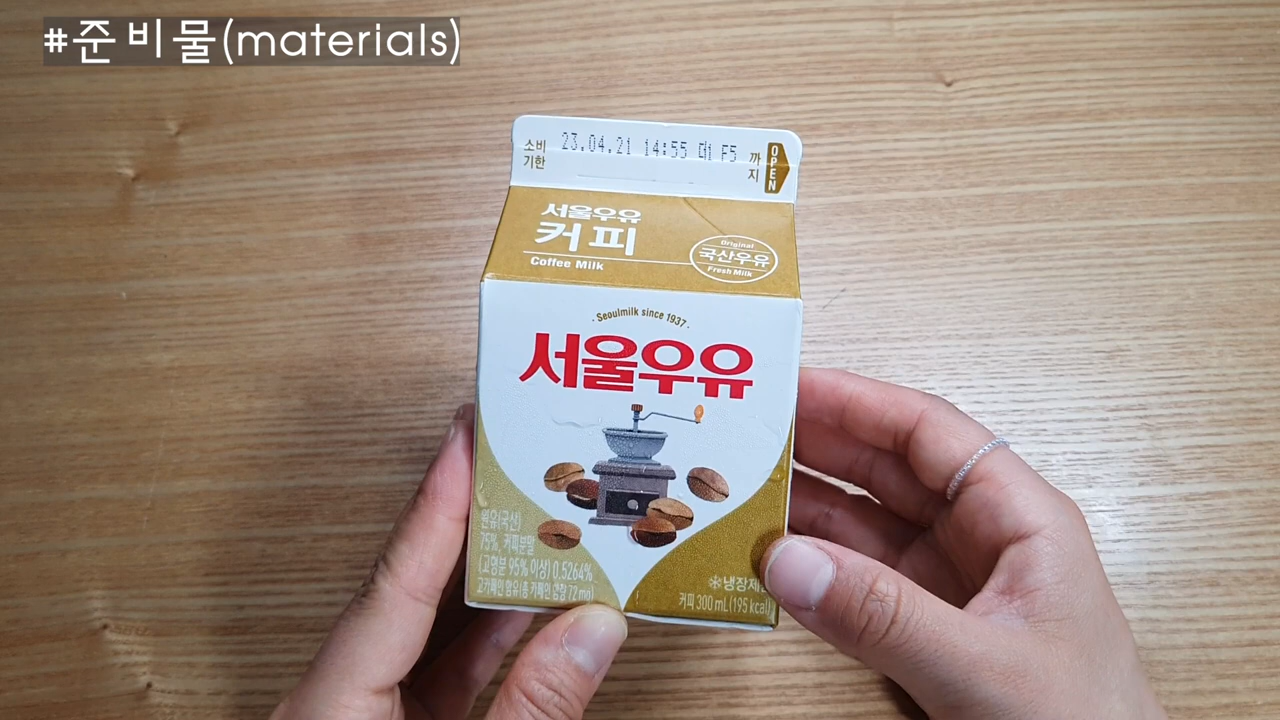 #준비물(materials)
소비
기한
23.04.21 14:55 대 F5
까
지
OPEN
서울우유
커피
Coffee Milk
Original
국산우유
Fresh Milk
Seoulmilk since 1937
서울우유
원유(국산)
75%, 커피분말
(고형분 95% 이상) 0.5264%
고카페인 함유(총카페인 함량 72 mg)
냉장제품
커피 300 mL(195 kcal)